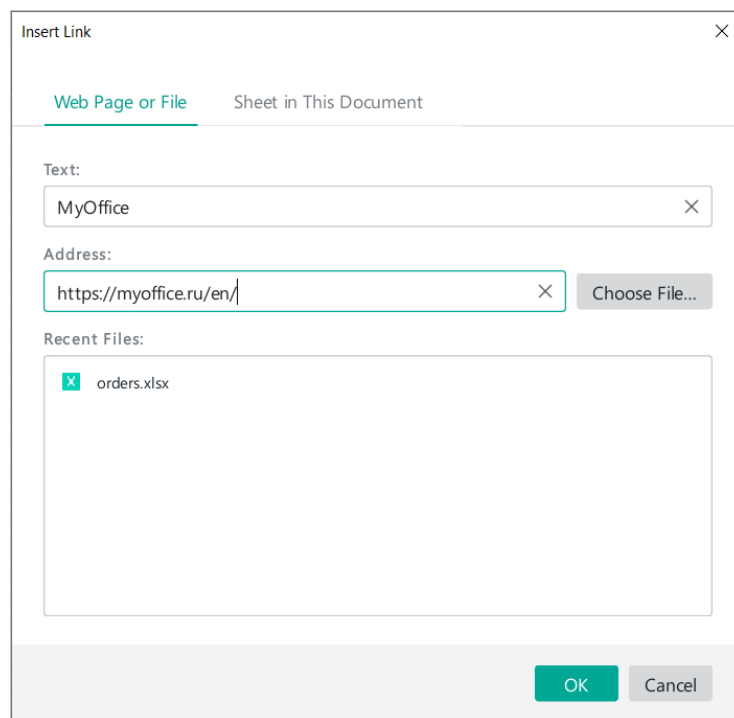 Insert Link
Web Page or File Sheet in This Document
Text:
MyOffice
Address:
https://myoffice.ru/en/ Choose File...
Recent Files:
X orders.xlsx
OK Cancel